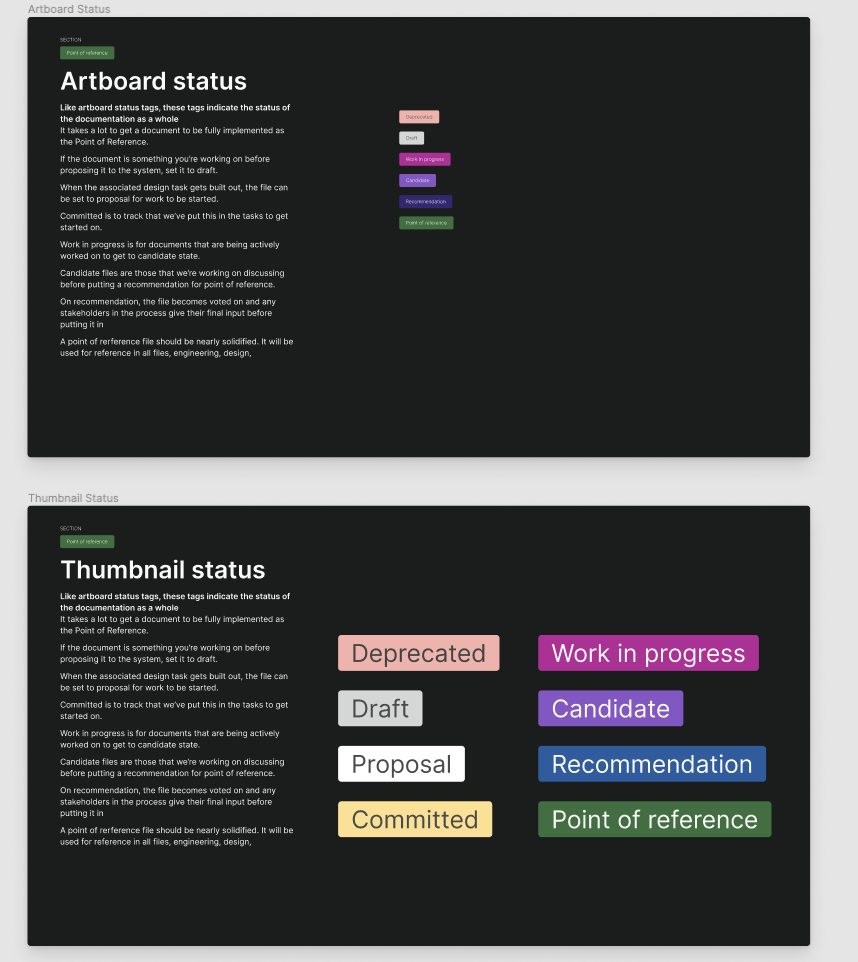 Artboard Status
SECTION
Point of reference
Artboard status
Like artboard status tags, these tags indicate the status of
the documentation as a whole
It takes a lot to get a document to be fully implemented as
the Point of Reference.
If the document is something you're working on before
proposing it to the system, set it to draft.
When the associated design task gets built out, the file can
be set to proposal for work to be started.
Committed is to track that we've put this in the tasks to get
started on.
Work in progress is for documents that are being actively
worked on to get to candidate state.
Candidate files are those that we're working on discussing
before putting a recommendation for point of reference.
On recommendation, the file becomes voted on and any
stakeholders in the process give their final input before
putting it in
A point of rerference file should be nearly solidified. It will be
used for reference in all files, engineering, design,
Deprecated
Draft
Work in progress
Candidate
Recommendation
Point of reference
Thumbnail Status
SECTION
Point of reference
Thumbnail status
Like artboard status tags, these tags indicate the status of
the documentation as a whole
It takes a lot to get a document to be fully implemented as
the Point of Reference.
If the document is something you're working on before
proposing it to the system, set it to draft.
When the associated design task gets built out, the file can
be set to proposal for work to be started.
Committed is to track that we've put this in the tasks to get
started on.
Work in progress is for documents that are being actively
worked on to get to candidate state.
Candidate files are those that we're working on discussing
before putting a recommendation for point of reference.
On recommendation, the file becomes voted on and any
stakeholders in the process give their final input before
putting it in
A point of rerference file should be nearly solidified. It will be
used for reference in all files, engineering, design,
Deprecated
Draft
Proposal
Committed
Work in progress
Candidate
Recommendation
Point of reference